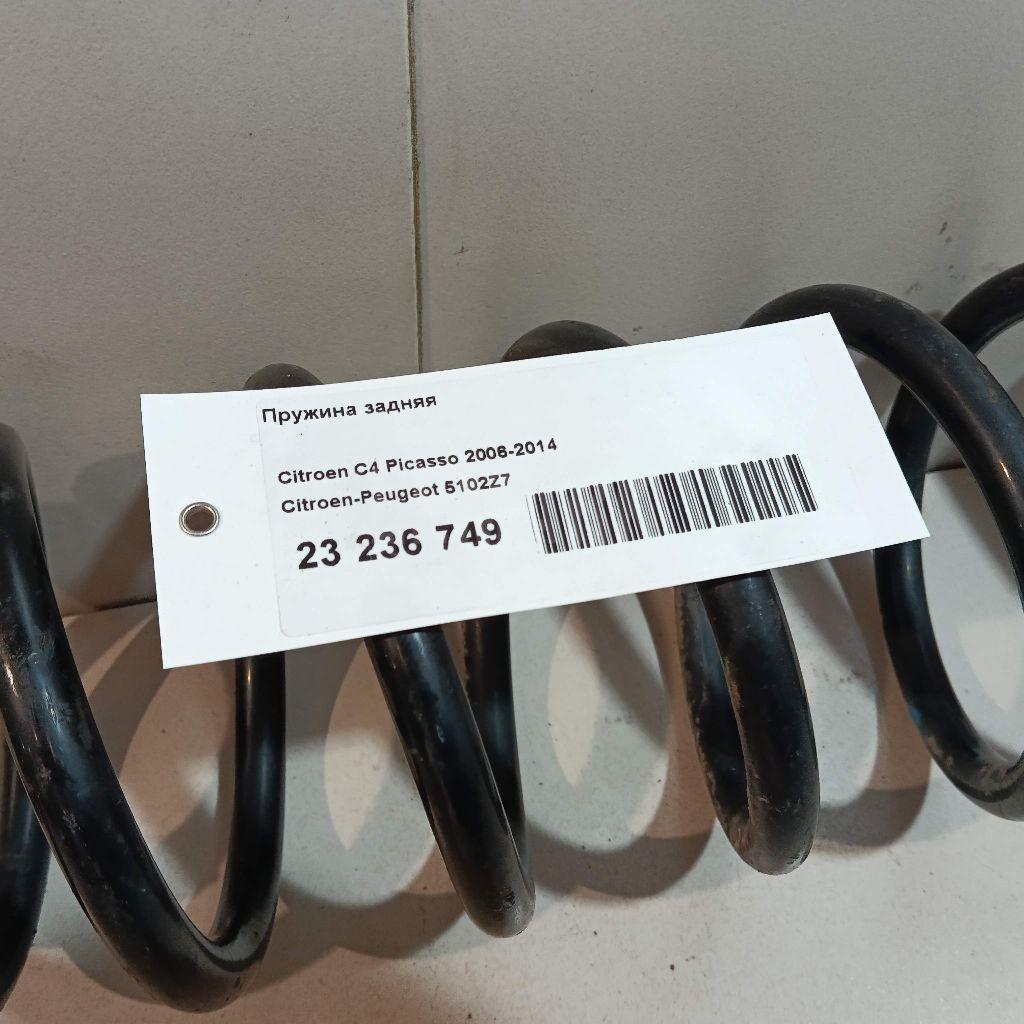 Пружина задняя
Citroen C4 Picasso 2006-2014
Citroen-Peugeot 5102Z7
23 236 749